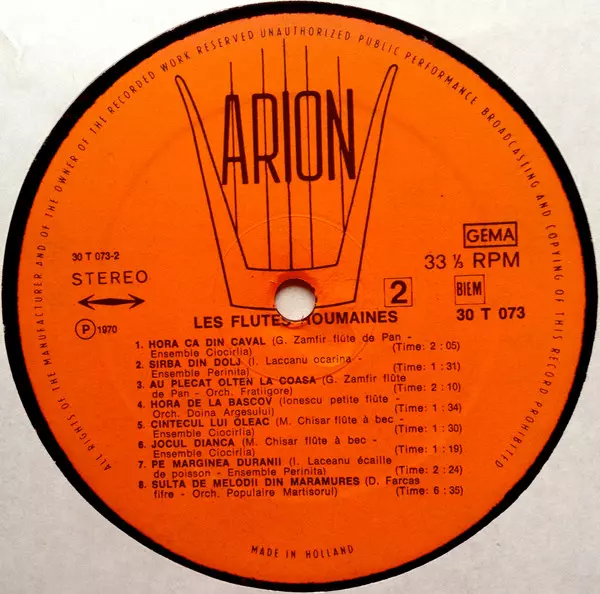 ALL RIGHTS OF THE MANUFACTURER AND OF THE OWNER OF THE RECORDED WORK RESERVED UNAUTHORIZED PUBLIC PERFORMANCE BROADCASTING AND COPYING OF THIS RECORD PROHIBITED
ARION
30 T 073-2
STEREO
P 1970
GEMA
33 ⅓ RPM
2
BIEM
30 T 073
LES FLUTES ROUMAINES
1. HORA CA DIN CAVAL (G. Zamfir flûte de Pan -
Ensemble Ciocirlia) (Time: 2 : 05)
2. SIRBA DIN DOLJ (I. Laccanu ocarina -
Ensemble Perinita) (Time: 1 : 31)
3. AU PLECAT OLTEN LA COASA (G. Zamfir flûte
de Pan - Orch. Fratiigore) (Time: 2 : 10)
4. HORA DE LA BASCOV (Ionescu petite flûte -
Orch. Doina Argesului) (Time: 1 : 34)
5. CINTECUL LUI OLEAC (M. Chisar flûte à bec -
Ensemble Ciocirlia) (Time: 1 : 30)
6. JOCUL DIANCA (M. Chisar flûte à bec -
Ensemble Ciocirlia) (Time: 1 : 19)
7. PE MARGINEA DURANII (I. Laceanu écaille
de poisson - Ensemble Perinita) (Time: 2 : 24)
8. SULTA DE MELODII DIN MARAMURES (D. Farcas
fifre - Orch. Populaire Martisorul) (Time: 6 : 35)
MADE IN HOLLAND